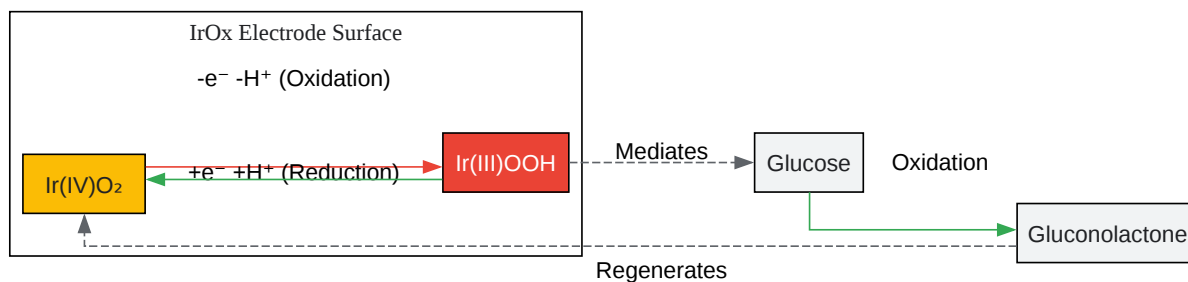 IrOx Electrode Surface
-e⁻ -H⁺ (Oxidation)
Ir(IV)O₂
+e⁻ +H⁺ (Reduction)
Ir(III)OOH
Mediates
Glucose
Oxidation
Gluconolactone
Regenerates